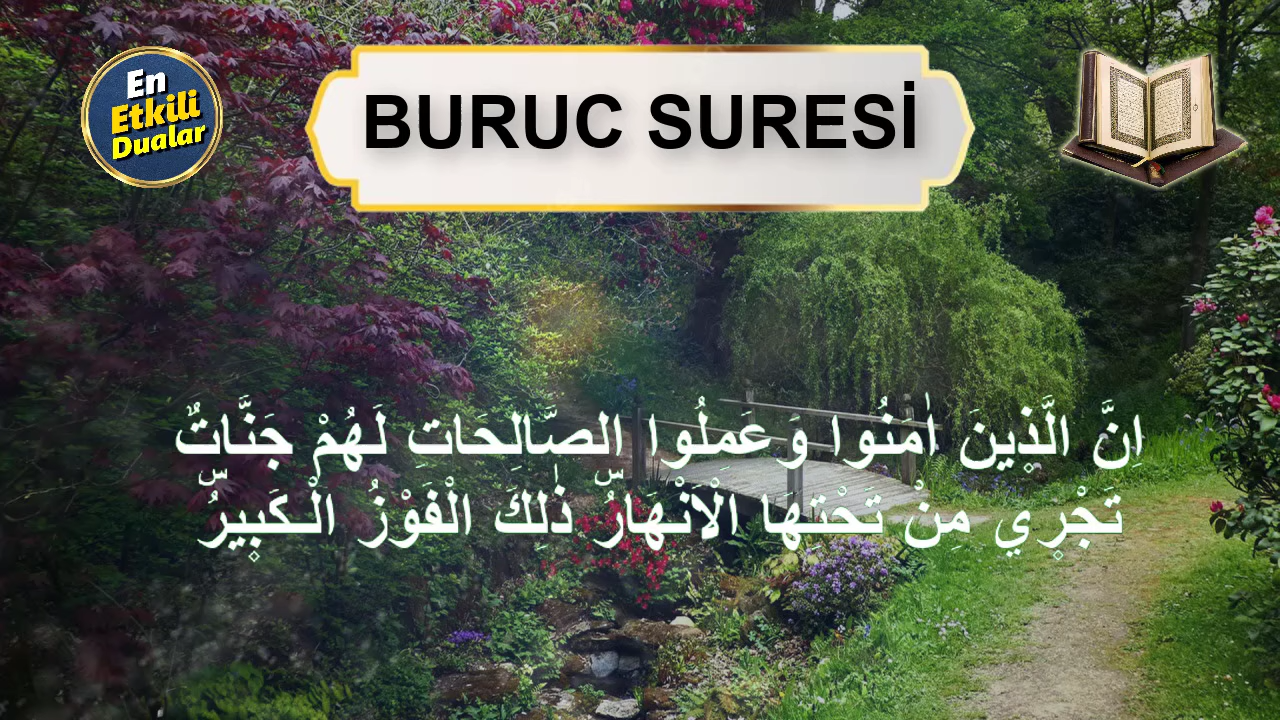 En
Etkili
Dualar
BURUC SURESİ
اِنَّ الَّذ۪ينَ اٰمَنُوا وَعَمِلُوا الصَّالِحَاتِ لَهُمْ جَنَّاتٌ
تَجْر۪ي مِنْ تَحْتِهَا الْاَنْهَارُۜ ذٰلِكَ الْفَوْزُ الْكَب۪يرُۜ